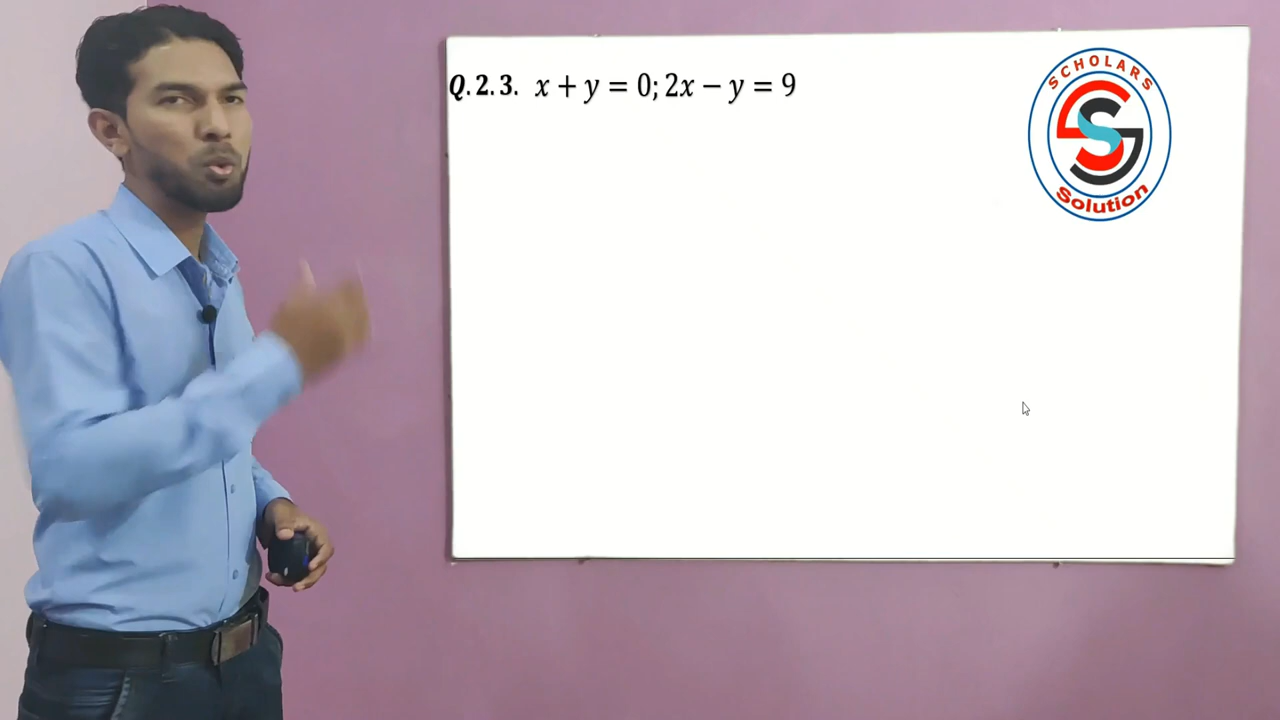 Q. 2. 3. x + y = 0; 2x − y = 9
SCHOLARS
Solution